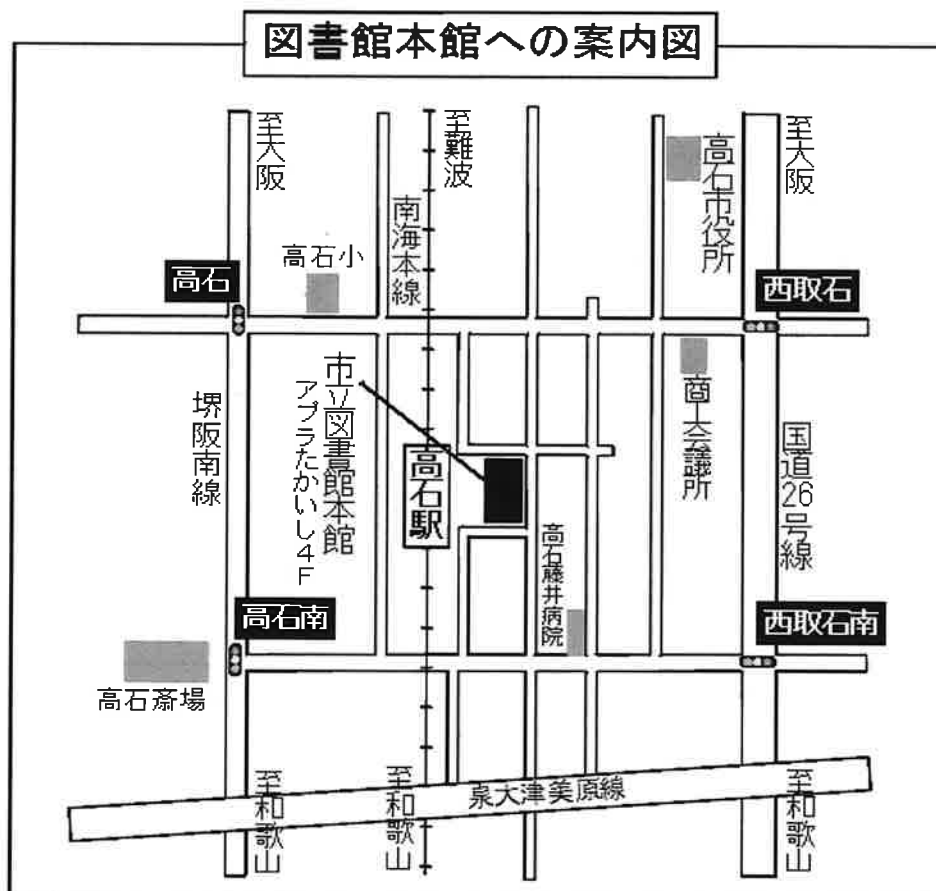 図書館本館への案内図
至大阪
至難波
至大阪
南海本線
高石市役所
高石小
高石
西取石
市立図書館本館
アプラたかいし4F
商工会議所
堺阪南線
国道26号線
高石駅
高石藤井病院
高石南
西取石南
高石斎場
泉大津美原線
至和歌山
至和歌山
至和歌山